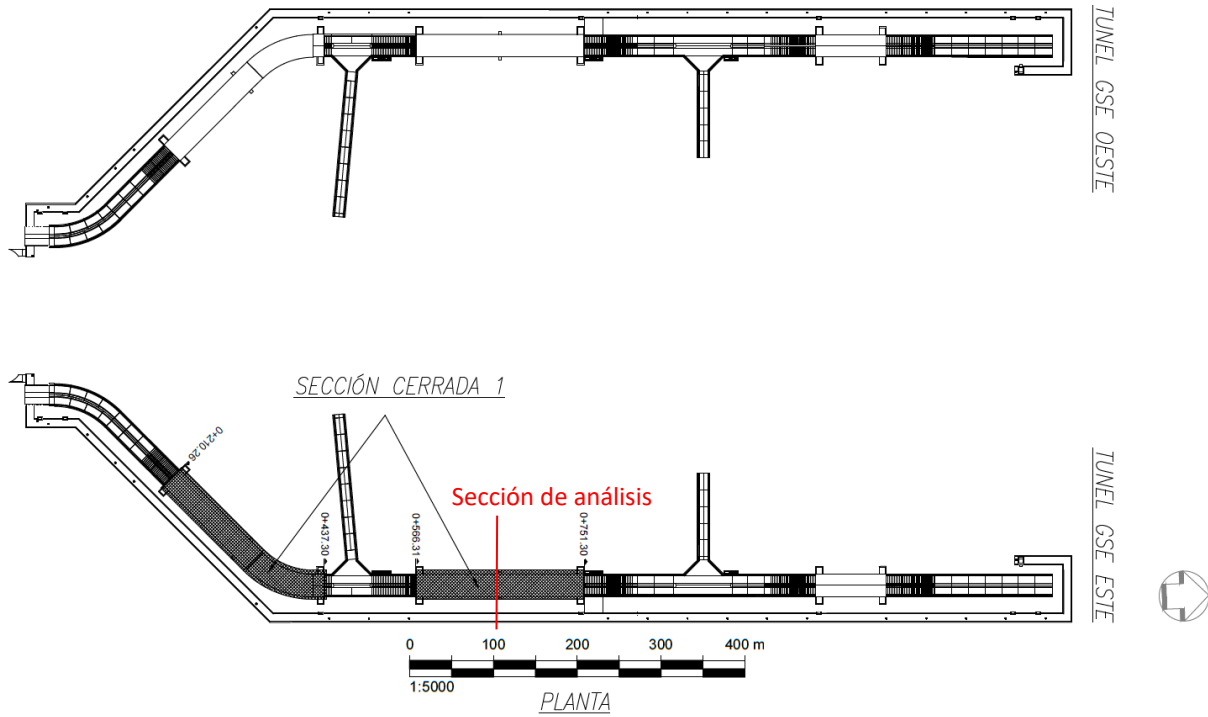 TUNEL GSE OESTE
SECCIÓN CERRADA 1
0+210.26
Sección de análisis
0+437.30
0+566.31
0+751.30
TUNEL GSE ESTE
0 100 200 300 400 m
1:5000
PLANTA